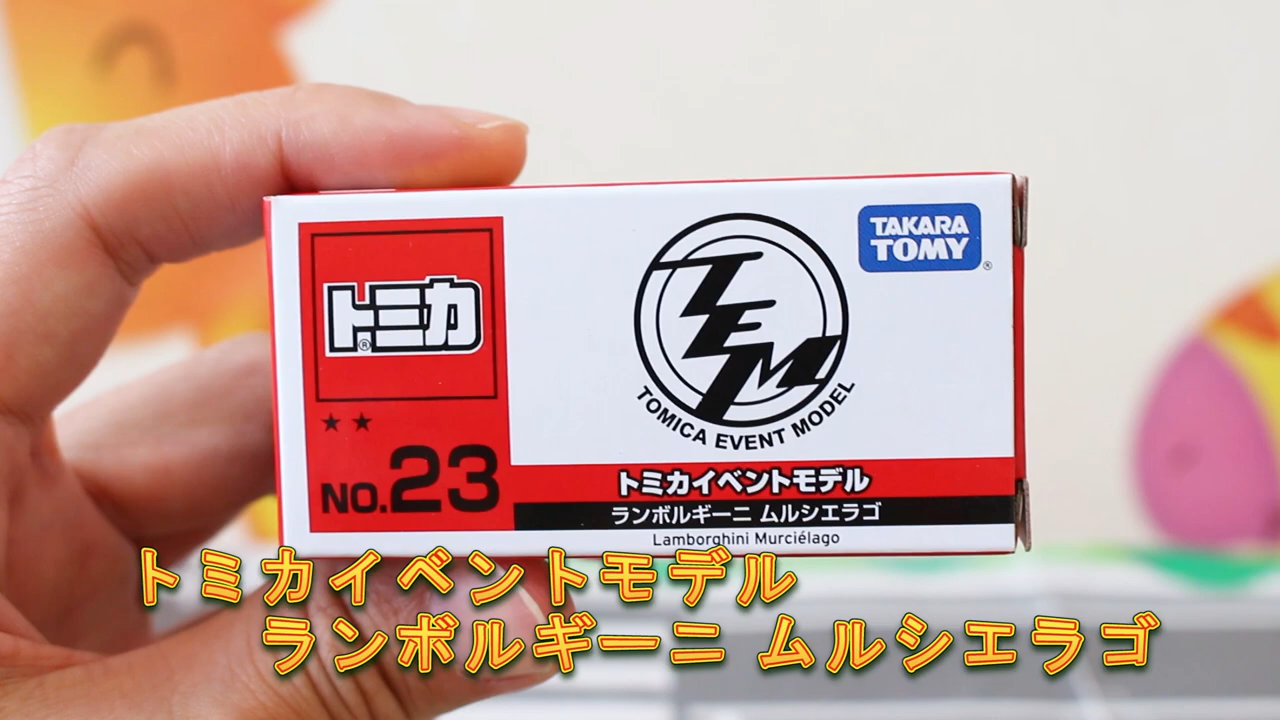 トミカ
®
★★
NO.23
TEM
TOMICA EVENT MODEL
TAKARA
TOMY
®
トミカイベントモデル
ランボルギーニ ムルシエラゴ
Lamborghini Murciélago
トミカイベントモデル
ランボルギーニ ムルシエラゴ